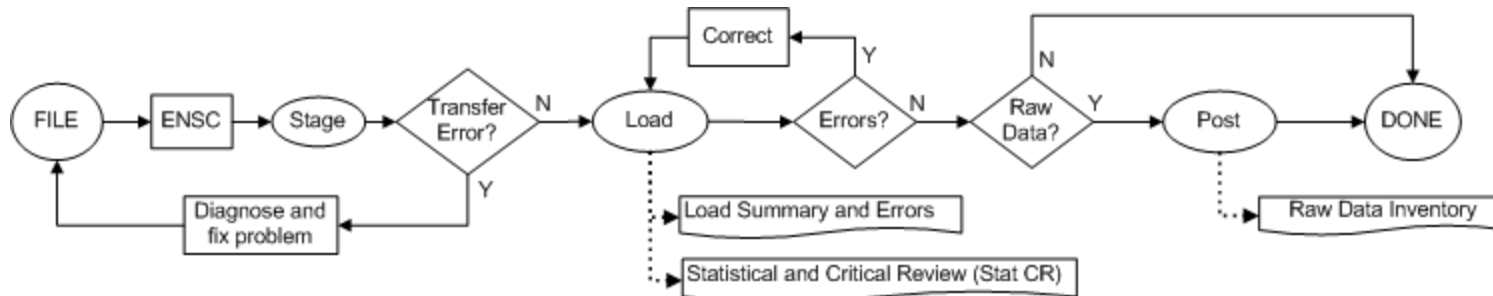 Correct
Y
N
FILE
ENSC
Stage
Transfer
Error?
N
Load
Errors?
N
Raw
Data?
Y
Post
DONE
Y
Diagnose and
fix problem
Load Summary and Errors
Raw Data Inventory
Statistical and Critical Review (Stat CR)